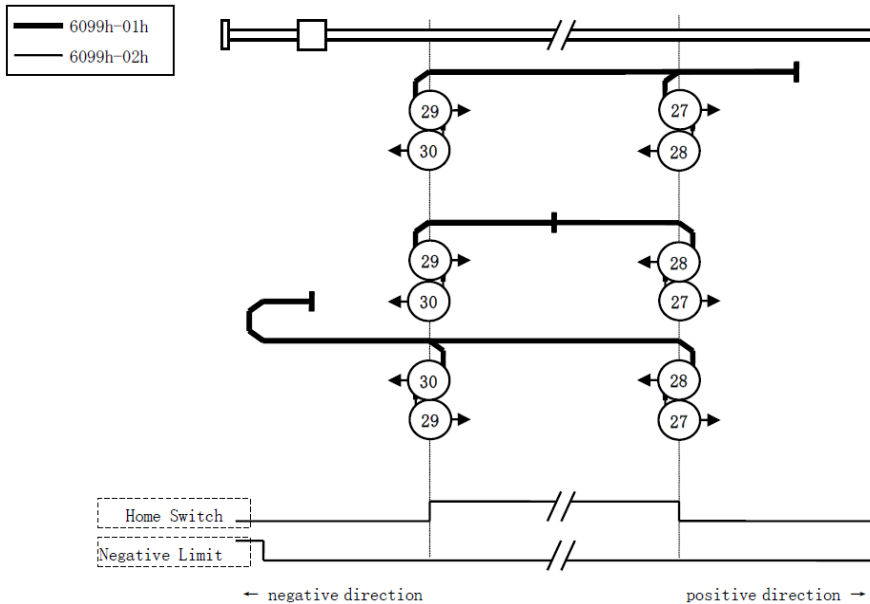 6099h-01h
6099h-02h
29
27
30
28
29
28
30
27
30
28
29
27
Home Switch
Negative Limit
← negative direction
positive direction →